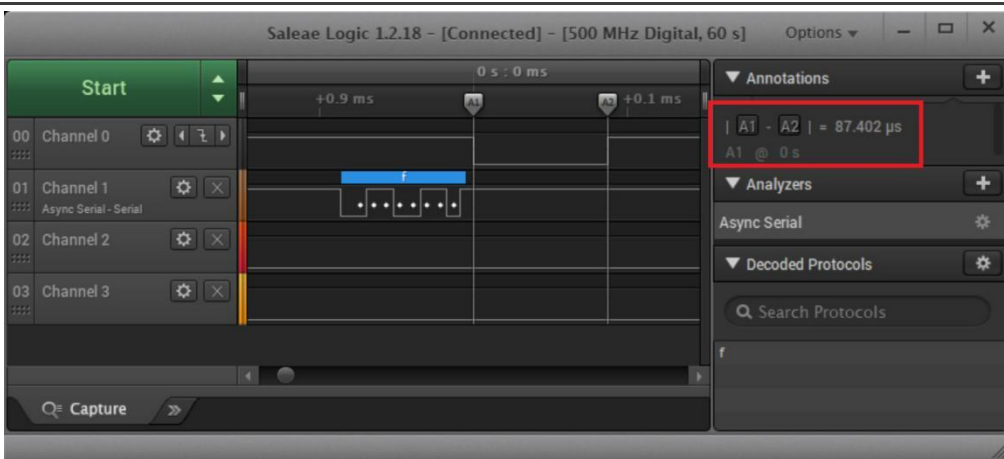 Saleae Logic 1.2.18 - [Connected] - [500 MHz Digital, 60 s] Options
Start
0 s : 0 ms
+0.9 ms A1 A2 +0.1 ms
00 Channel 0
01 Channel 1
Async Serial - Serial
f
02 Channel 2
03 Channel 3
Capture
Annotations
| A1 - A2 | = 87.402 µs
A1 @ 0 s
Analyzers
Async Serial
Decoded Protocols
Search Protocols
f